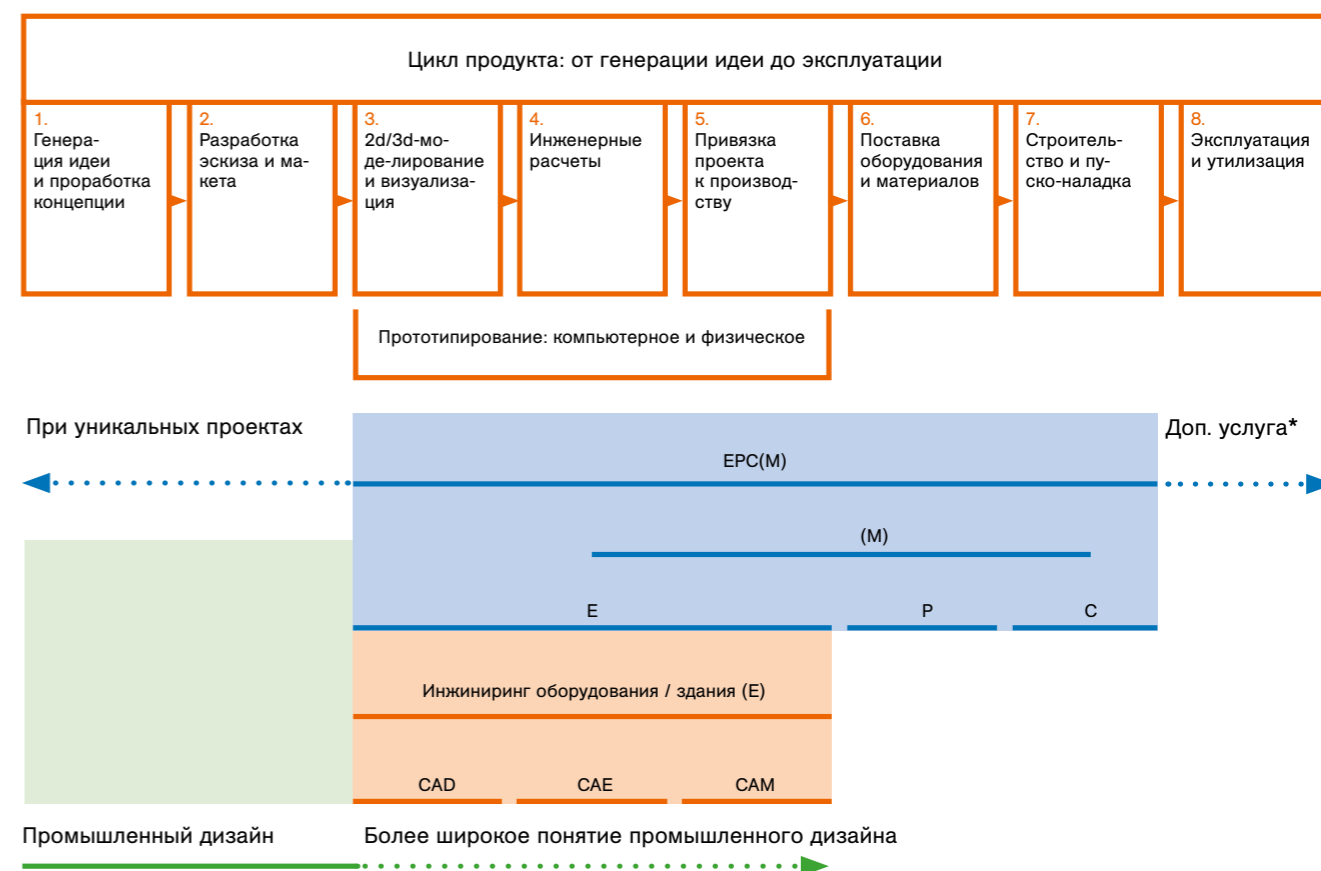 Цикл продукта: от генерации идеи до эксплуатации
1.
Генера-
ция идеи
и проработка
концепции
2.
Разработка
эскиза и ма-
кета
3.
2d/3d-мо-
де-лирование
и визуализа-
ция
4.
Инженерные
расчеты
5.
Привязка
проекта
к производ-
ству
6.
Поставка
оборудования
и материалов
7.
Строитель-
ство и пу-
ско-наладка
8.
Эксплуатация
и утилизация
Прототипирование: компьютерное и физическое
При уникальных проектах
EPC(M)
Доп. услуга*
(M)
E
P
C
Инжиниринг оборудования / здания (E)
CAD
CAE
CAM
Промышленный дизайн
Более широкое понятие промышленного дизайна